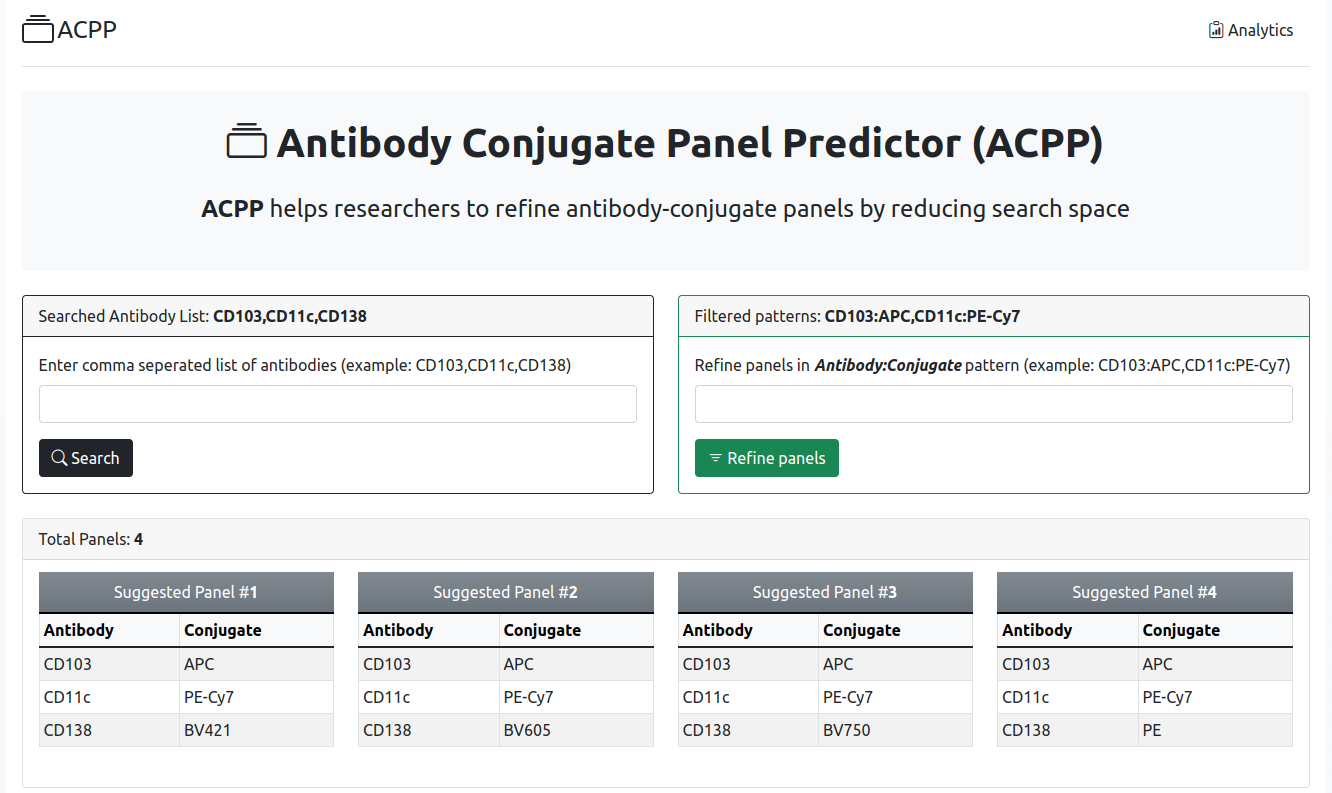 ACPP
Analytics
Antibody Conjugate Panel Predictor (ACPP)
ACPP helps researchers to refine antibody-conjugate panels by reducing search space
Searched Antibody List: CD103,CD11c,CD138
Enter comma seperated list of antibodies (example: CD103,CD11c,CD138)
Search
Filtered patterns: CD103:APC,CD11c:PE-Cy7
Refine panels in Antibody:Conjugate pattern (example: CD103:APC,CD11c:PE-Cy7)
Refine panels
Total Panels: 4
Suggested Panel #1
Antibody Conjugate
CD103 APC
CD11c PE-Cy7
CD138 BV421
Suggested Panel #2
Antibody Conjugate
CD103 APC
CD11c PE-Cy7
CD138 BV605
Suggested Panel #3
Antibody Conjugate
CD103 APC
CD11c PE-Cy7
CD138 BV750
Suggested Panel #4
Antibody Conjugate
CD103 APC
CD11c PE-Cy7
CD138 PE